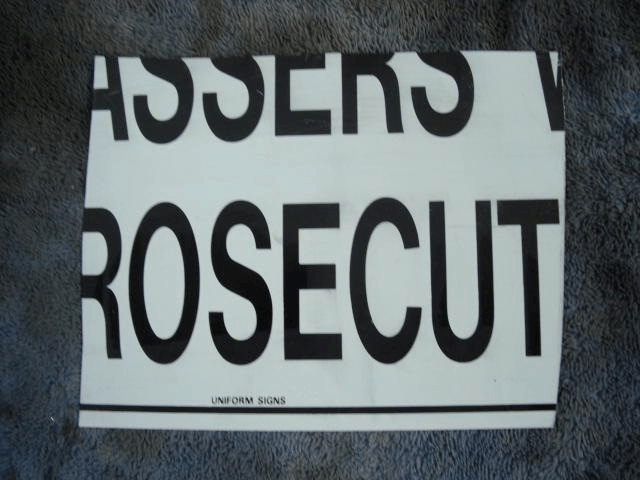 ASSERS W
ROSECUT
UNIFORM SIGNS